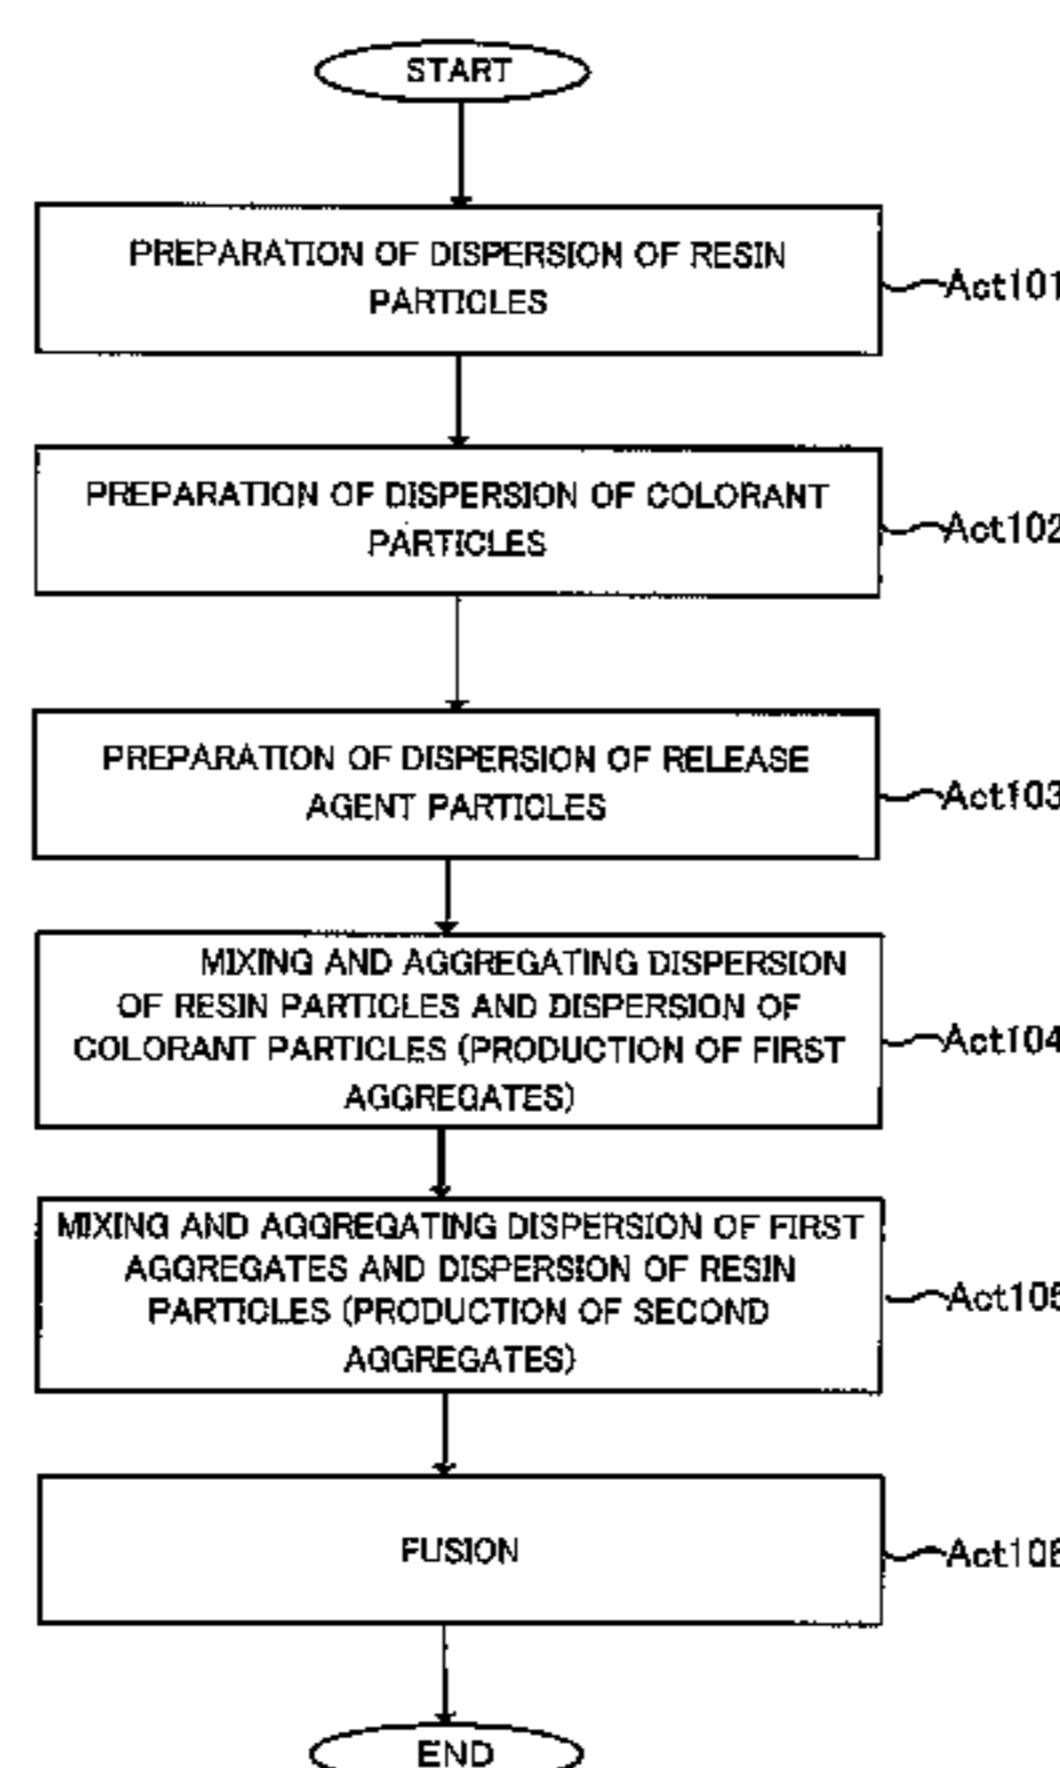 START
PREPARATION OF DISPERSION OF RESIN
PARTICLES
Act101
PREPARATION OF DISPERSION OF COLORANT
PARTICLES
Act102
PREPARATION OF DISPERSION OF RELEASE
AGENT PARTICLES
Act103
MIXING AND AGGREGATING DISPERSION
OF RESIN PARTICLES AND DISPERSION OF
COLORANT PARTICLES (PRODUCTION OF FIRST
AGGREGATES)
Act104
MIXING AND AGGREGATING DISPERSION OF FIRST
AGGREGATES AND DISPERSION OF RESIN
PARTICLES (PRODUCTION OF SECOND
AGGREGATES)
Act105
FUSION
Act106
END